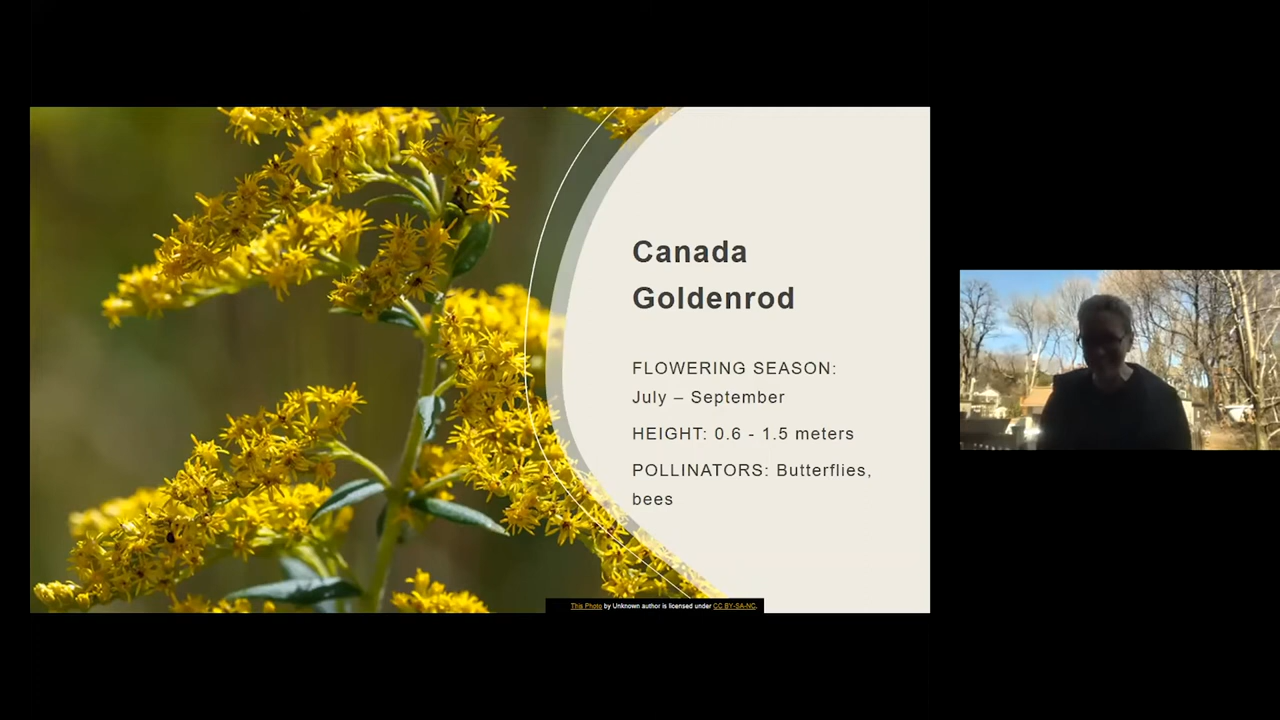 Canada
Goldenrod
FLOWERING SEASON:
July – September
HEIGHT: 0.6 - 1.5 meters
POLLINATORS: Butterflies,
bees
This Photo by Unknown author is licensed under CC BY-SA-NC.